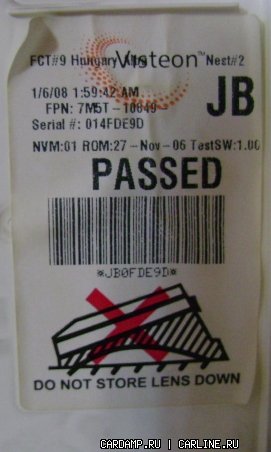 Visteon™
FCT#9 Hungary Nest#2
1/6/08 1:59:42 AM
JB
FPN: 7M5T-10849-
Serial #: 014FDE9D
NVM:01 ROM:27-Nov-06 TestSW:1.00
PASSED
*JB0FDE9D*
DO NOT STORE LENS DOWN
CARDAMP.RU | CARLINE.RU